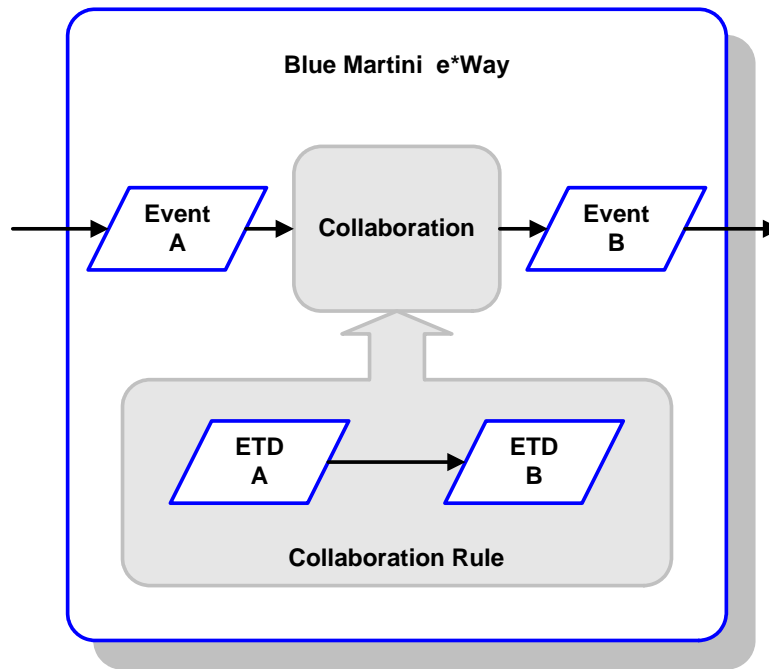 Blue Martini  e*Way
Event
A
Collaboration
Event
B
ETD
A
ETD
B
Collaboration Rule